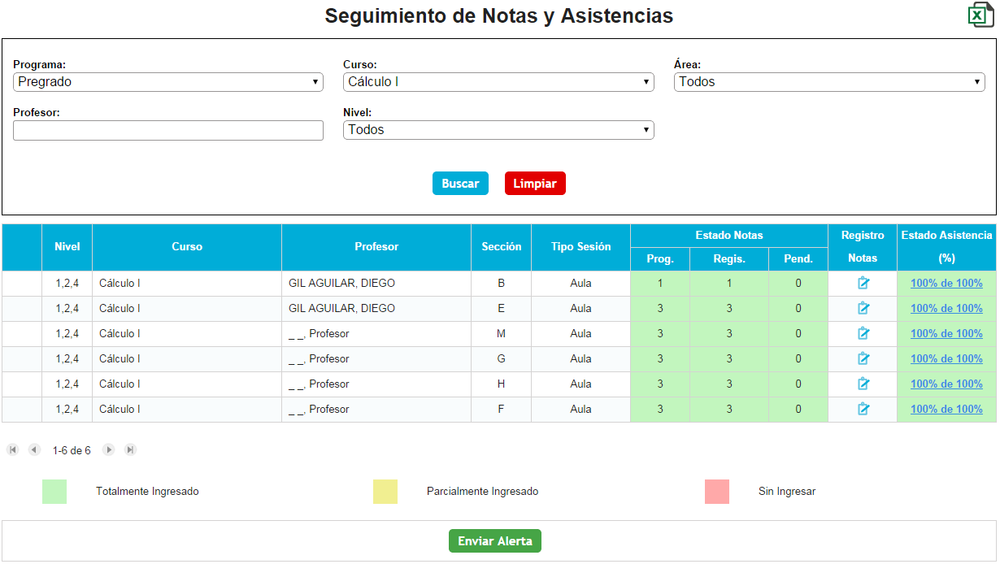 Seguimiento de Notas y Asistencias
Programa: Curso: Área:
Pregrado Cálculo I Todos
Profesor: Nivel:
Todos
Buscar Limpiar
Nivel Curso Profesor Sección Tipo Sesión Estado Notas Registro Notas Estado Asistencia (%)
Prog. Regis. Pend.
1,2,4 Cálculo I GIL AGUILAR, DIEGO B Aula 1 1 0 100% de 100%
1,2,4 Cálculo I GIL AGUILAR, DIEGO E Aula 3 3 0 100% de 100%
1,2,4 Cálculo I _ _, Profesor M Aula 3 3 0 100% de 100%
1,2,4 Cálculo I _ _, Profesor G Aula 3 3 0 100% de 100%
1,2,4 Cálculo I _ _, Profesor H Aula 3 3 0 100% de 100%
1,2,4 Cálculo I _ _, Profesor F Aula 3 3 0 100% de 100%
1-6 de 6
Totalmente Ingresado Parcialmente Ingresado Sin Ingresar
Enviar Alerta